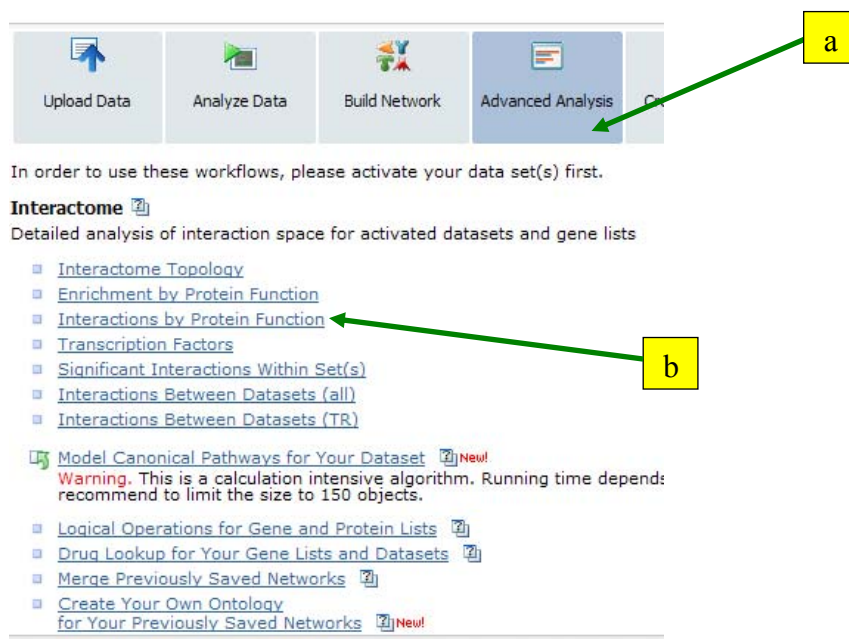 a
Upload Data
Analyze Data
Build Network
Advanced Analysis
In order to use these workflows, please activate your data set(s) first.
Interactome
Detailed analysis of interaction space for activated datasets and gene lists
Interactome Topology
Enrichment by Protein Function
Interactions by Protein Function
Transcription Factors
b
Significant Interactions Within Set(s)
Interactions Between Datasets (all)
Interactions Between Datasets (TR)
Model Canonical Pathways for Your Dataset New!
Warning. This is a calculation intensive algorithm. Running time depends
recommend to limit the size to 150 objects.
Logical Operations for Gene and Protein Lists
Drug Lookup for Your Gene Lists and Datasets
Merge Previously Saved Networks
Create Your Own Ontology
for Your Previously Saved Networks New!